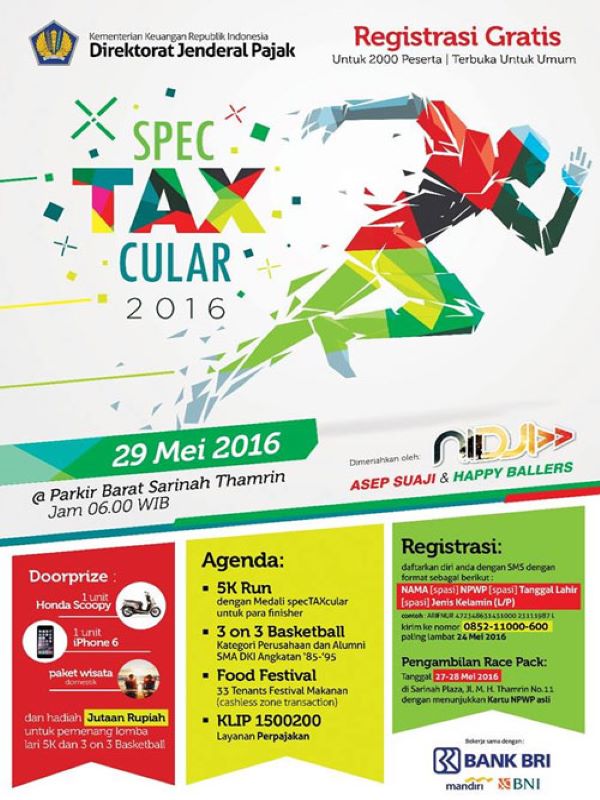 Kementerian Keuangan Republik Indonesia
Direktorat Jenderal Pajak
Registrasi Gratis
Untuk 2000 Peserta | Terbuka Untuk Umum
SPEC
TAX
CULAR
2016
29 Mei 2016
@ Parkir Barat Sarinah Thamrin
Jam 06.00 WIB
Dimeriahkan oleh:
NIDJI
ASEP SUAJI & HAPPY BALLERS
Doorprize :
1 unit
Honda Scoopy
1 unit
iPhone 6
paket wisata
domestik
dan hadiah Jutaan Rupiah
untuk pemenang lomba
lari 5K dan 3 on 3 Basketball
Agenda:
5K Run
dengan Medali specTAXcular
untuk para finisher
3 on 3 Basketball
Kategori Perusahaan dan Alumni
SMA DKI Angkatan '85-'95
Food Festival
33 Tenants Festival Makanan
(cashless zone transaction)
KLIP 1500200
Layanan Perpajakan
Registrasi:
daftarkan diri anda dengan SMS dengan
format sebagai berikut :
NAMA [spasi] NPWP [spasi] Tanggal Lahir
[spasi] Jenis Kelamin (L/P)
contoh : ARIFNUR
kirim ke nomor 0852-11000-600
paling lambat 24 Mei 2016
Pengambilan Race Pack:
Tanggal 27-28 Mei 2016
di Sarinah Plaza, Jl. M. H. Thamrin No.11
dengan menunjukkan Kartu NPWP asli
Bekerja sama dengan :
BANK BRI
mandiri BNI